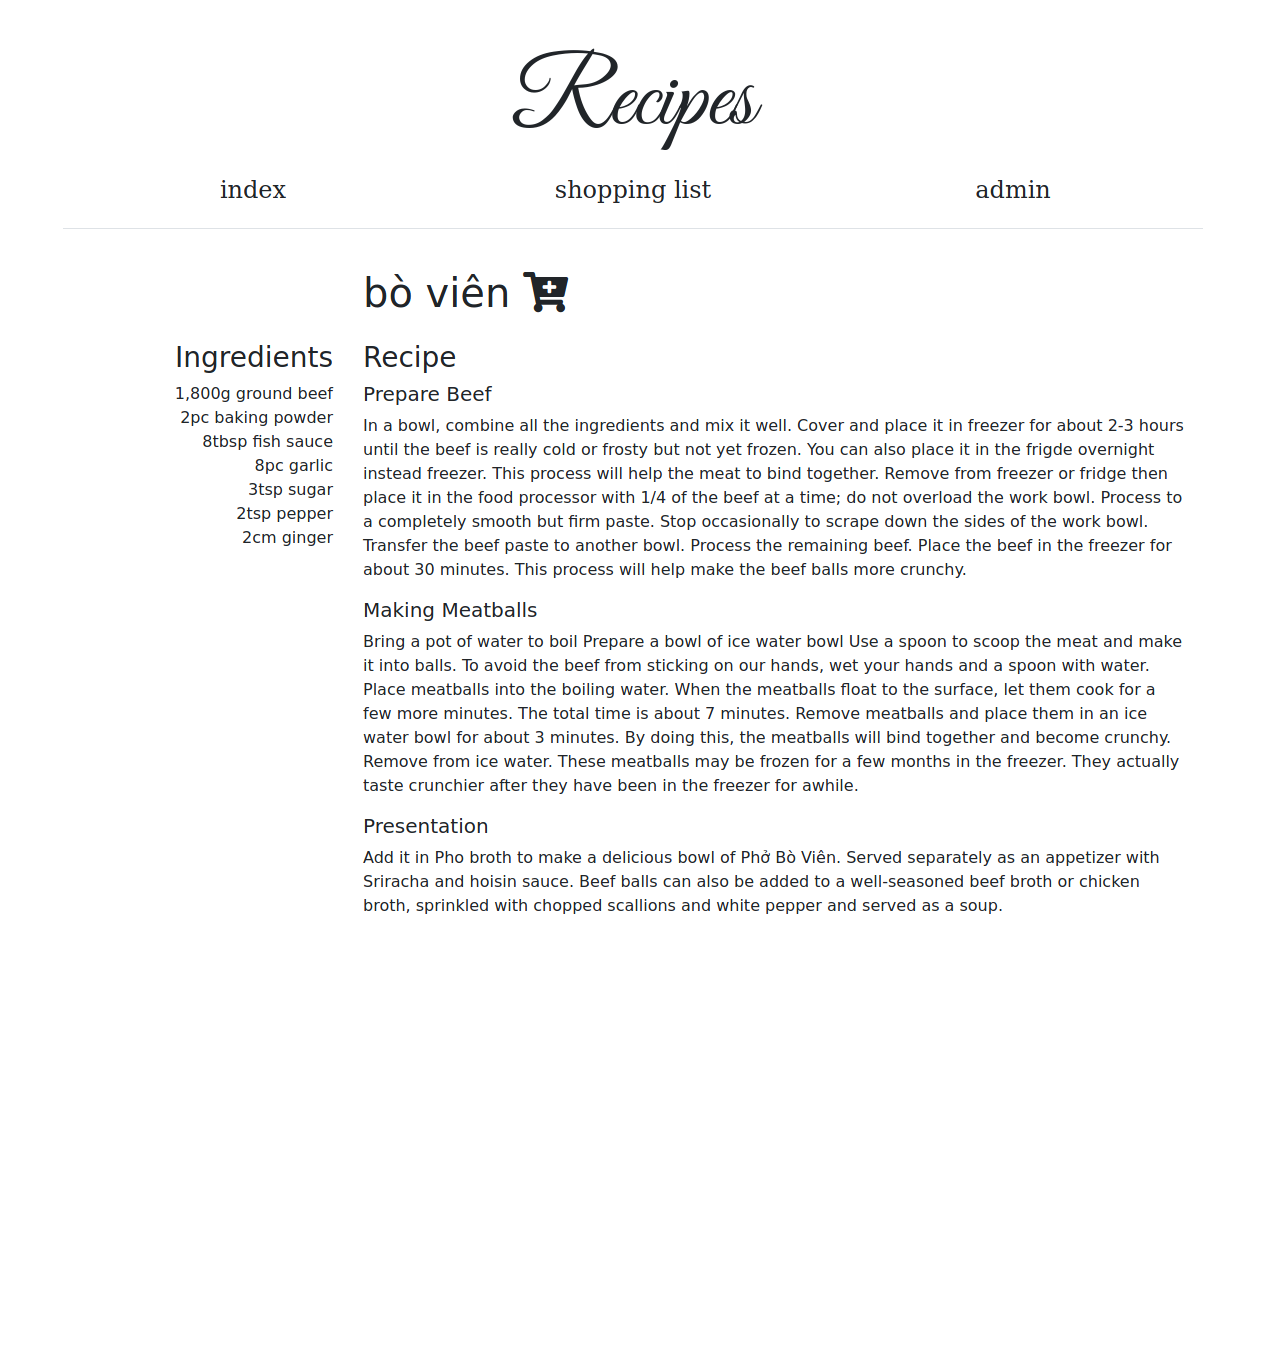 Recipes
index
shopping list
admin
bò viên
Ingredients
1,800g ground beef
2pc baking powder
8tbsp fish sauce
8pc garlic
3tsp sugar
2tsp pepper
2cm ginger
Recipe
Prepare Beef
In a bowl, combine all the ingredients and mix it well. Cover and place it in freezer for about 2-3 hours
until the beef is really cold or frosty but not yet frozen. You can also place it in the frigde overnight
instead freezer. This process will help the meat to bind together. Remove from freezer or fridge then
place it in the food processor with 1/4 of the beef at a time; do not overload the work bowl. Process to
a completely smooth but firm paste. Stop occasionally to scrape down the sides of the work bowl.
Transfer the beef paste to another bowl. Process the remaining beef. Place the beef in the freezer for
about 30 minutes. This process will help make the beef balls more crunchy.
Making Meatballs
Bring a pot of water to boil Prepare a bowl of ice water bowl Use a spoon to scoop the meat and make
it into balls. To avoid the beef from sticking on our hands, wet your hands and a spoon with water.
Place meatballs into the boiling water. When the meatballs float to the surface, let them cook for a
few more minutes. The total time is about 7 minutes. Remove meatballs and place them in an ice
water bowl for about 3 minutes. By doing this, the meatballs will bind together and become crunchy.
Remove from ice water. These meatballs may be frozen for a few months in the freezer. They actually
taste crunchier after they have been in the freezer for awhile.
Presentation
Add it in Pho broth to make a delicious bowl of Phở Bò Viên. Served separately as an appetizer with
Sriracha and hoisin sauce. Beef balls can also be added to a well-seasoned beef broth or chicken
broth, sprinkled with chopped scallions and white pepper and served as a soup.